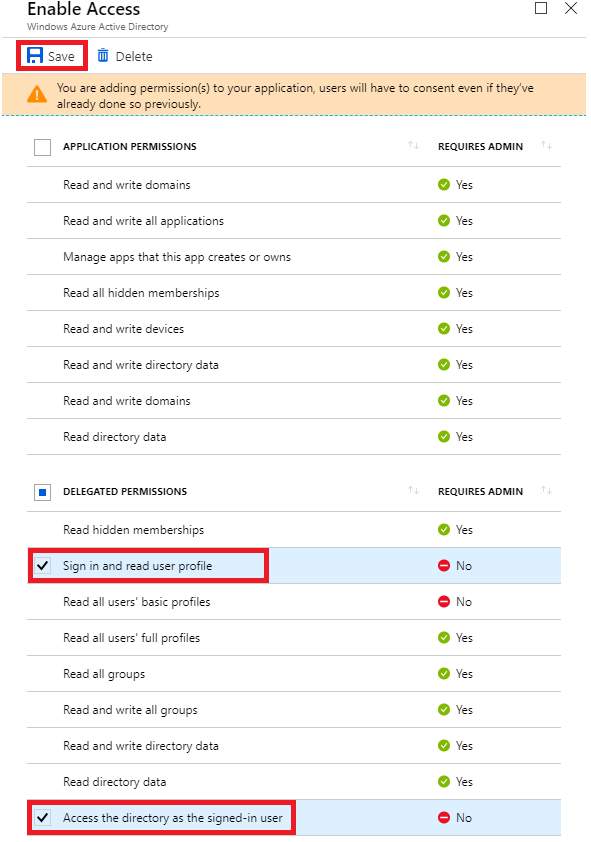 Enable Access
Windows Azure Active Directory
Save Delete
You are adding permission(s) to your application, users will have to consent even if they've
already done so previously.
APPLICATION PERMISSIONS REQUIRES ADMIN
Read and write domains Yes
Read and write all applications Yes
Manage apps that this app creates or owns Yes
Read all hidden memberships Yes
Read and write devices Yes
Read and write directory data Yes
Read and write domains Yes
Read directory data Yes
DELEGATED PERMISSIONS REQUIRES ADMIN
Read hidden memberships Yes
Sign in and read user profile No
Read all users' basic profiles No
Read all users' full profiles Yes
Read all groups Yes
Read and write all groups Yes
Read and write directory data Yes
Read directory data Yes
Access the directory as the signed-in user No